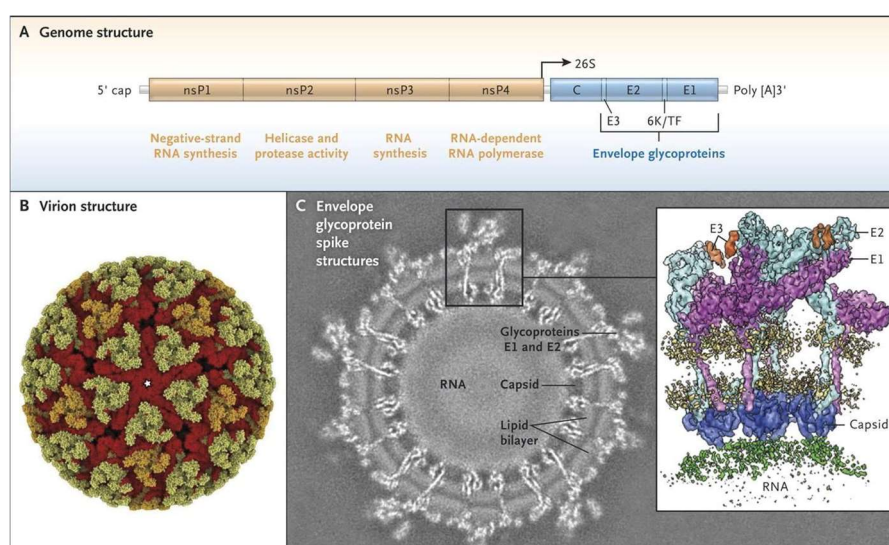 A Genome structure
26S
5' cap nsP1 nsP2 nsP3 nsP4 C E2 E1 Poly [A]3'
E3 6K/TF
Negative-strand
RNA synthesis
Helicase and
protease activity
RNA
synthesis
RNA-dependent
RNA polymerase
Envelope glycoproteins
B Virion structure
C Envelope
glycoprotein
spike
structures
Glycoproteins
E1 and E2
RNA
Capsid
Lipid
bilayer
E3
E2
E1
Capsid
RNA